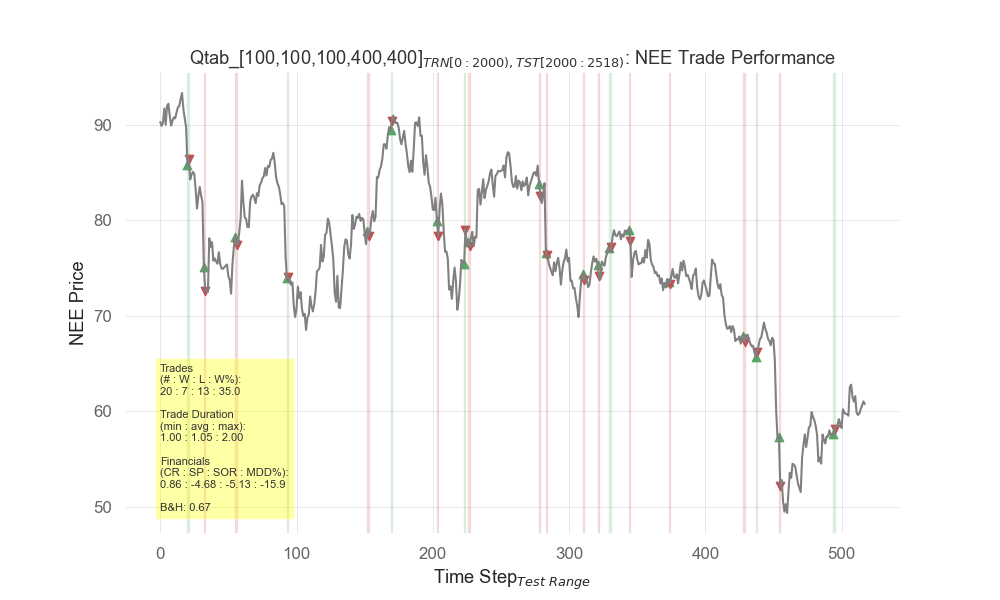 Qtab_[100,100,100,400,400]TRN[0:2000),TST[2000:2518): NEE Trade Performance
NEE Price
90
80
70
60
50
Trades
(# : W : L : W%):
20 : 7 : 13 : 35.0
Trade Duration
(min : avg : max):
1.00 : 1.05 : 2.00
Financials
(CR : SP : SOR : MDD%):
0.86 : -4.68 : -5.13 : -15.9
B&H: 0.67
0 100 200 300 400 500
Time StepTest Range